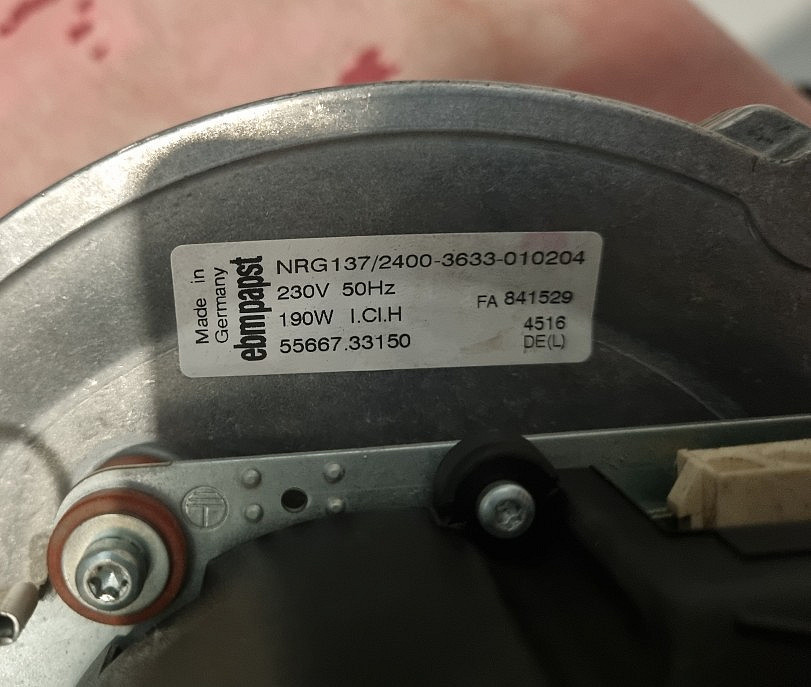 Made in
Germany
ebmpapst
NRG137/2400-3633-010204
230V 50Hz
190W I.Cl.H
55667.33150
FA 841529
4516
DE(L)